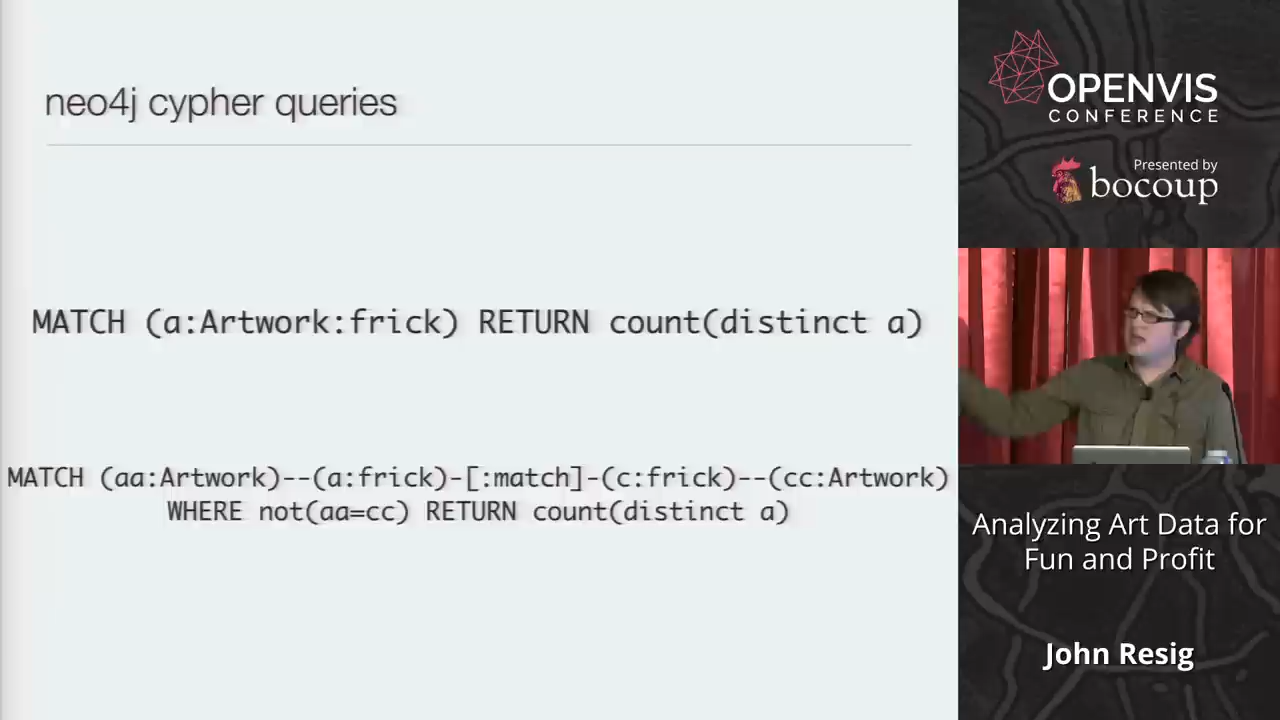 neo4j cypher queries
MATCH (a:Artwork:frick) RETURN count(distinct a)
MATCH (aa:Artwork)--(a:frick)-[:match]-(c:frick)--(cc:Artwork)
WHERE not(aa=cc) RETURN count(distinct a)
OPENVIS
CONFERENCE
Presented by
bocoup
Analyzing Art Data for
Fun and Profit
John Resig